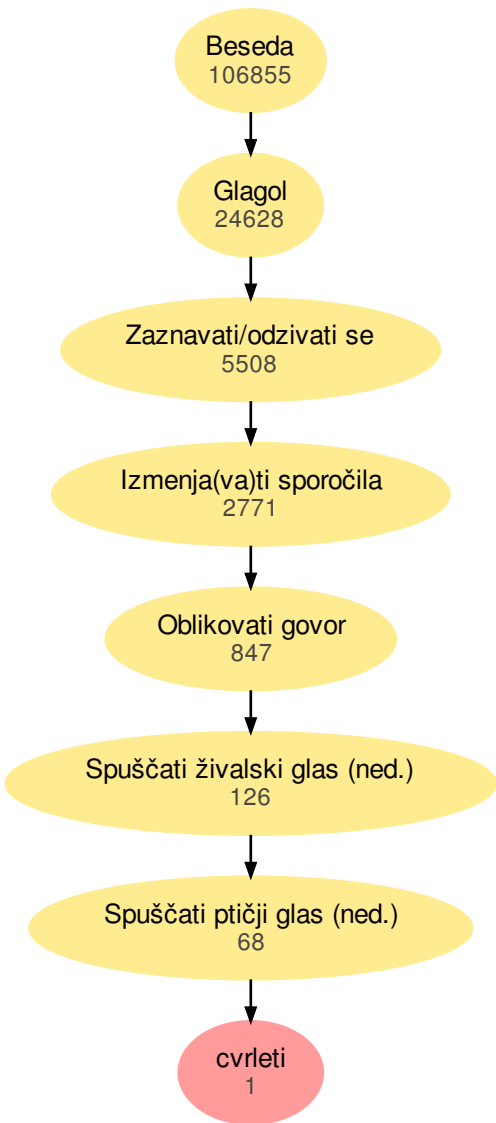 Beseda
106855
Glagol
24628
Zaznavati/odzivati se
5508
Izmenja(va)ti sporočila
2771
Oblikovati govor
847
Spuščati živalski glas (ned.)
126
Spuščati ptičji glas (ned.)
68
cvrleti
1